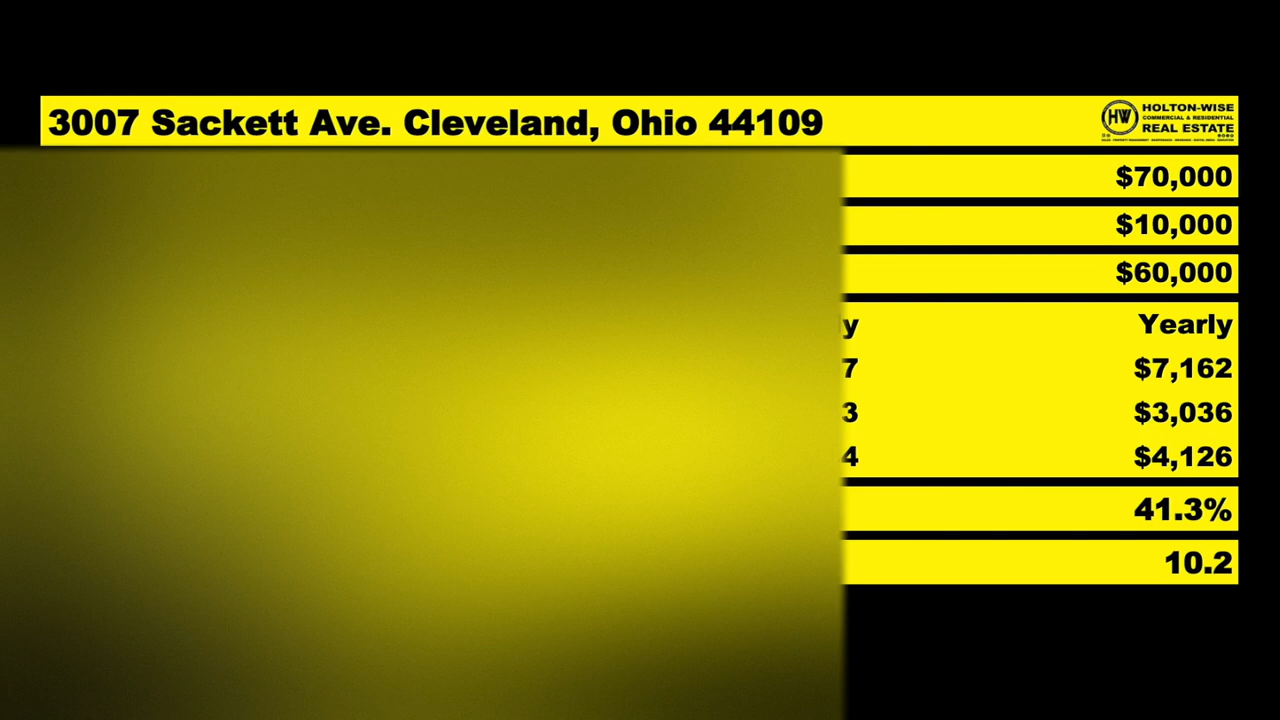 3007 Sackett Ave. Cleveland, Ohio 44109
HW
HOLTON-WISE
COMMERCIAL & RESIDENTIAL
REAL ESTATE
$70,000
$10,000
$60,000
y Yearly
7 $7,162
3 $3,036
4 $4,126
41.3%
10.2